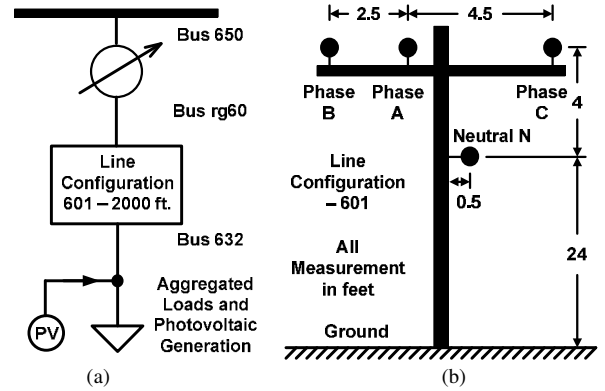 Bus 650
Bus rg60
Line
Configuration
601 – 2000 ft.
Bus 632
Aggregated
Loads and
Photovoltaic
Generation
PV
(a)
2.5
4.5
Phase
B
Phase
A
Phase
C
4
Neutral N
Line
Configuration
– 601
0.5
All
Measurement
in feet
24
Ground
(b)